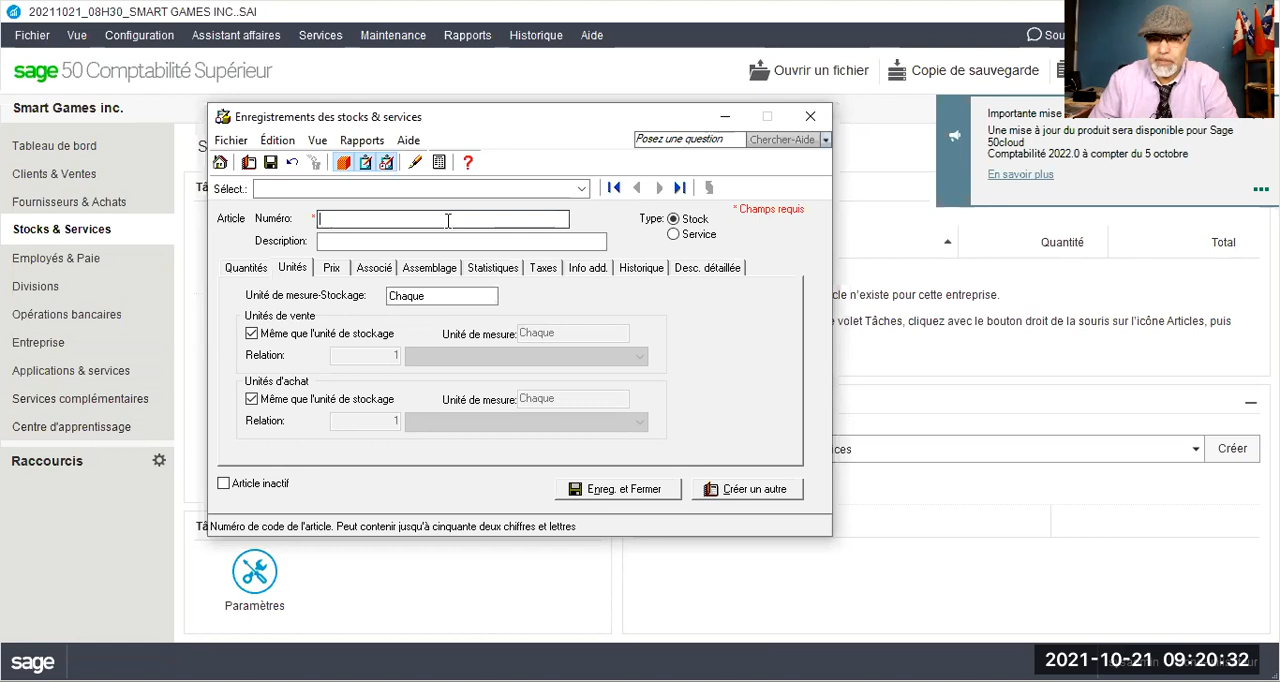 20211021_08H30_SMART GAMES INC..SAI
Fichier Vue Configuration Assistant affaires Services Maintenance Rapports Historique Aide Sou
sage 50 Comptabilité Supérieur
Ouvrir un fichier Copie de sauvegarde
Smart Games inc.
Tableau de bord
Clients & Ventes
Fournisseurs & Achats
Stocks & Services
Employés & Paie
Divisions
Opérations bancaires
Entreprise
Applications & services
Services complémentaires
Centre d'apprentissage
Raccourcis
Enregistrements des stocks & services
Fichier Édition Vue Rapports Aide
Posez une question Chercher-Aide
Sélect.:
* Champs requis
Article Numéro: *
Type: Stock
Service
Description:
Quantités Unités Prix Associé Assemblage Statistiques Taxes Info add. Historique Desc. détaillée
Unité de mesure-Stockage: Chaque
Unités de vente
Même que l'unité de stockage Unité de mesure: Chaque
Relation: 1
Unités d'achat
Même que l'unité de stockage Unité de mesure: Chaque
Relation: 1
Article inactif
Enreg. et Fermer Créer un autre
Numéro de code de l'article. Peut contenir jusqu'à cinquante deux chiffres et lettres
Importante mise
Une mise à jour du produit sera disponible pour Sage
50cloud
Comptabilité 2022.0 à compter du 5 octobre
En savoir plus
Quantité Total
cle n'existe pour cette entreprise.
e volet Tâches, cliquez avec le bouton droit de la souris sur l'icône Articles, puis
ces Créer
Paramètres
sage
2021-10-21 09:20:32